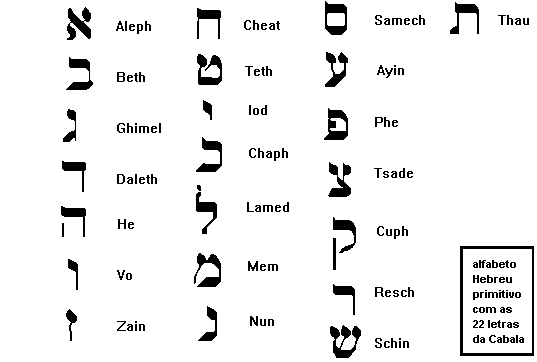 א Aleph
ב Beth
ג Ghimel
ד Daleth
ה He
ו Vo
ז Zain
ח Cheat
ט Teth
י Iod
כ Chaph
ל Lamed
מ Mem
נ Nun
ס Samech
ע Ayin
פ Phe
צ Tsade
ק Cuph
ר Resch
ש Schin
ת Thau
alfabeto
Hebreu
primitivo
com as
22 letras
da Cabala